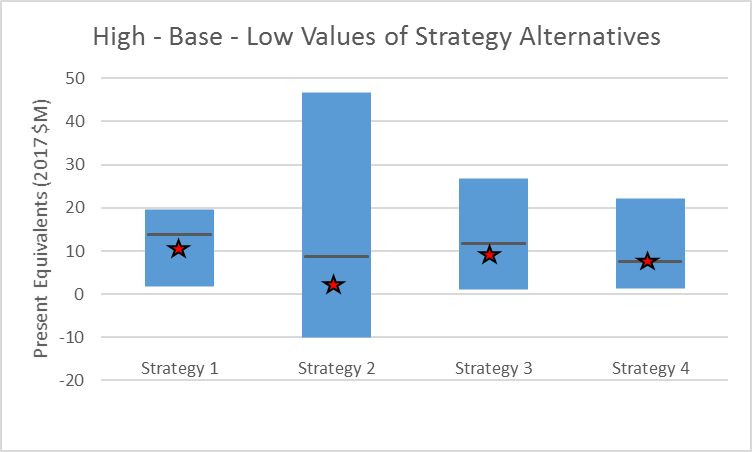 High - Base - Low Values of Strategy Alternatives
Present Equivalents (2017 $M)
50
40
30
20
10
0
-10
-20
Strategy 1
Strategy 2
Strategy 3
Strategy 4